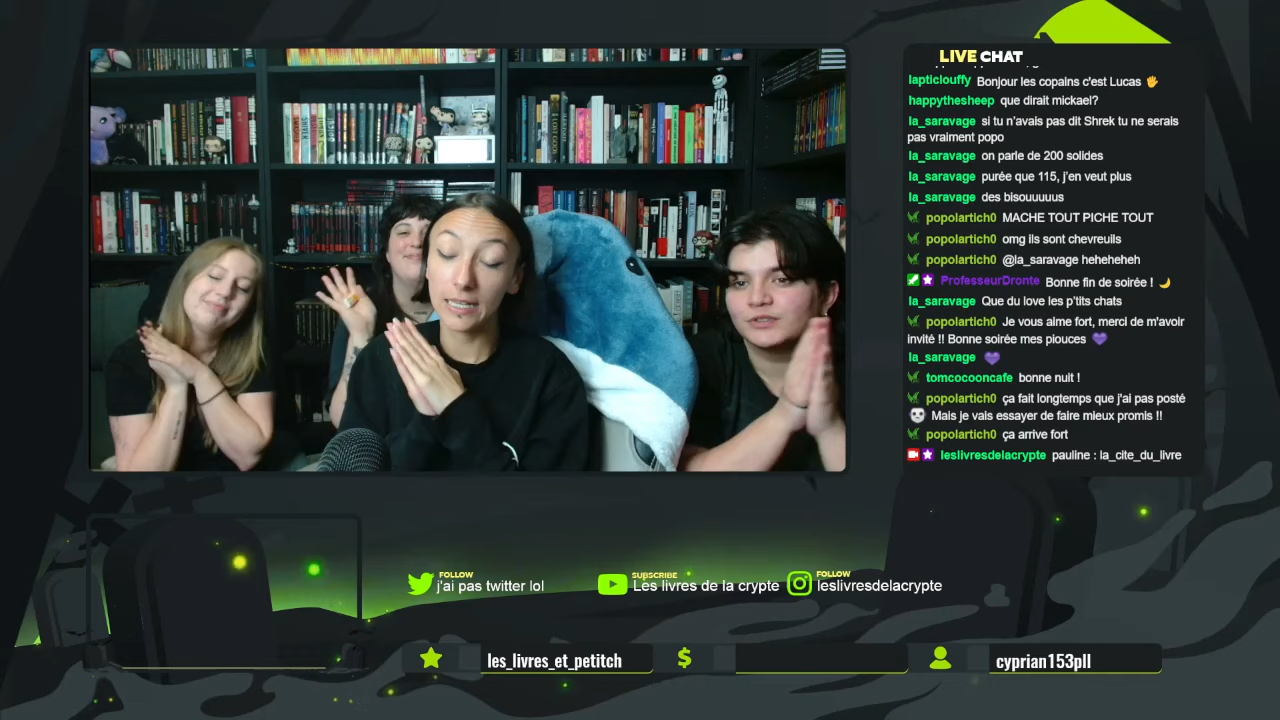 LIVE CHAT
lapticlouffy Bonjour les copains c'est Lucas
happythesheep que dirait mickael?
la_saravage si tu n'avais pas dit Shrek tu ne serais
pas vraiment popo
la_saravage on parle de 200 solides
la_saravage purée que 115, j'en veut plus
la_saravage des bisouuuuus
popolartich0 MACHE TOUT PICHE TOUT
popolartich0 omg ils sont chevreuils
popolartich0 @la_saravage heheheheh
ProfesseurDronte Bonne fin de soirée !
la_saravage Que du love les p'tits chats
popolartich0 Je vous aime fort, merci de m'avoir
invité !! Bonne soirée mes piouces
la_saravage
tomcocooncafe bonne nuit !
popolartich0 ça fait longtemps que j'ai pas posté
Mais je vais essayer de faire mieux promis !!
popolartich0 ça arrive fort
leslivresdelacrypte pauline : la_cite_du_livre
FOLLOW
j'ai pas twitter lol
SUBSCRIBE
Les livres de la crypte
FOLLOW
leslivresdelacrypte
les_livres_et_petitch
$
cyprian153pll